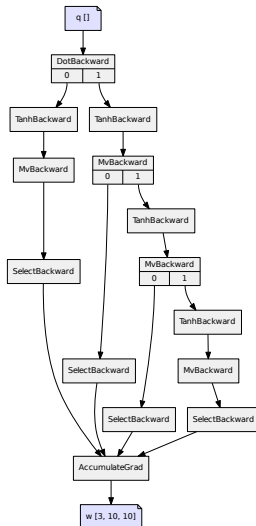 q []
DotBackward
0 1
TanhBackward TanhBackward
MvBackward MvBackward
0 1
TanhBackward
MvBackward
0 1
SelectBackward
TanhBackward
SelectBackward MvBackward
SelectBackward SelectBackward
AccumulateGrad
w [3, 10, 10]